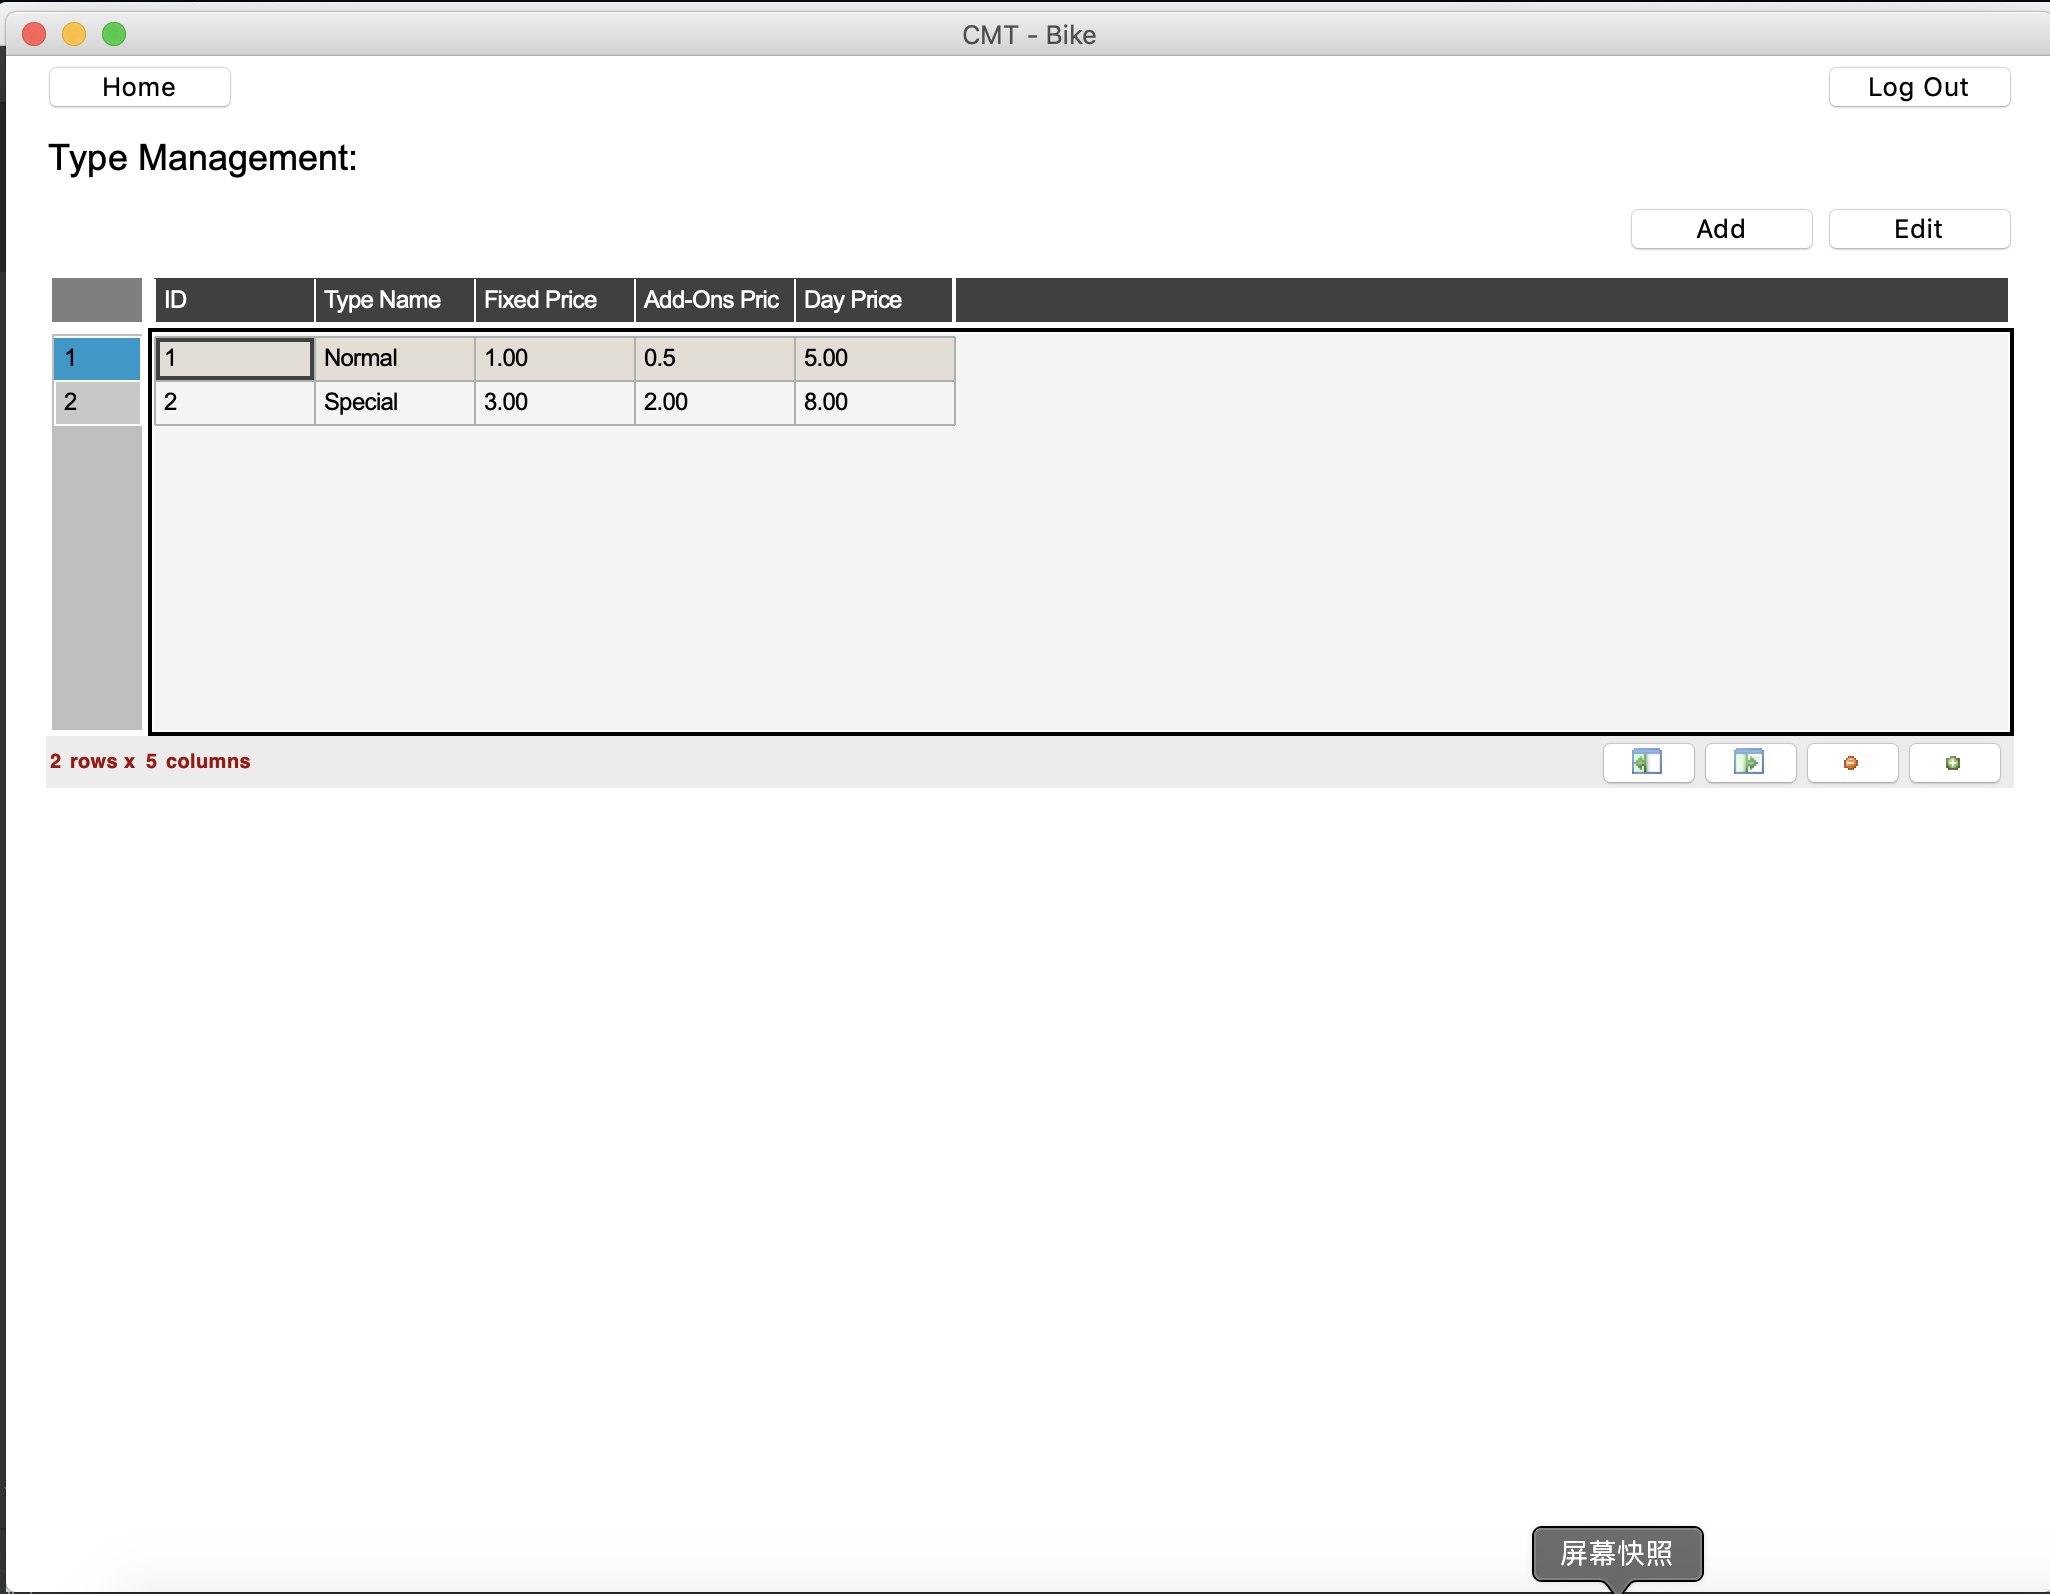 CMT - Bike
Home
Log Out
Type Management:
Add
Edit
ID Type Name Fixed Price Add-Ons Pric Day Price
1 1 Normal 1.00 0.5 5.00
2 2 Special 3.00 2.00 8.00
2 rows x 5 columns
屏幕快照